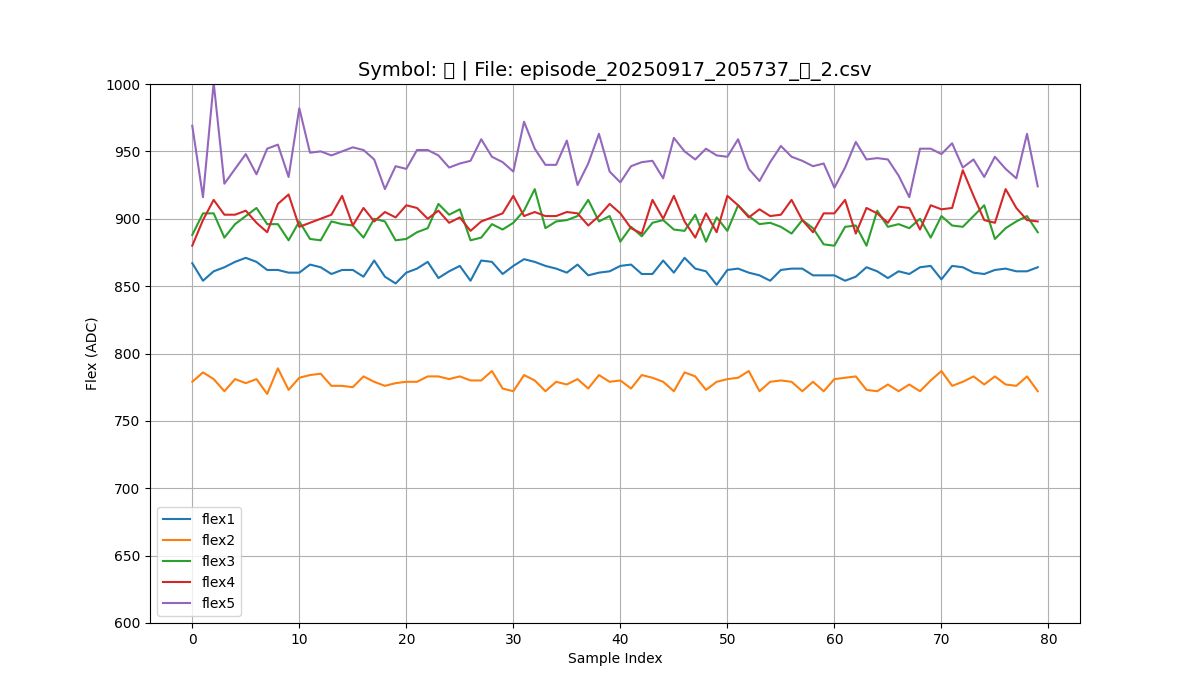 Symbol: | File: episode_20250917_205737_ _2.csv
1000
950
900
850
800
750
700
650
600
Flex (ADC)
flex1
flex2
flex3
flex4
flex5
0 10 20 30 40 50 60 70 80
Sample Index